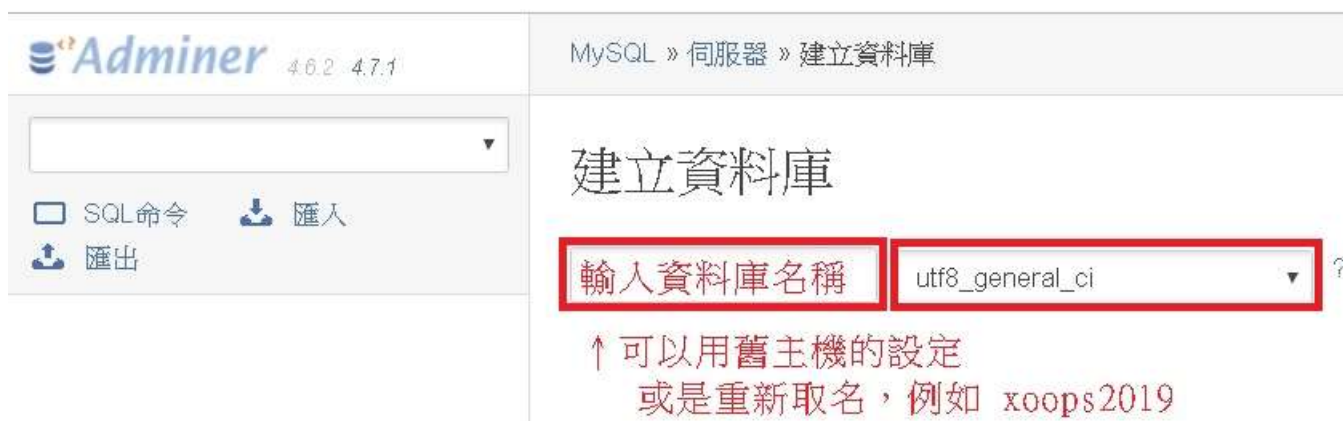 Adminer 4.6.2 4.7.1
MySQL » 伺服器 » 建立資料庫
SQL命令 匯入
匯出
建立資料庫
輸入資料庫名稱 utf8_general_ci ?
↑可以用舊主機的設定
或是重新取名，例如 xoops2019